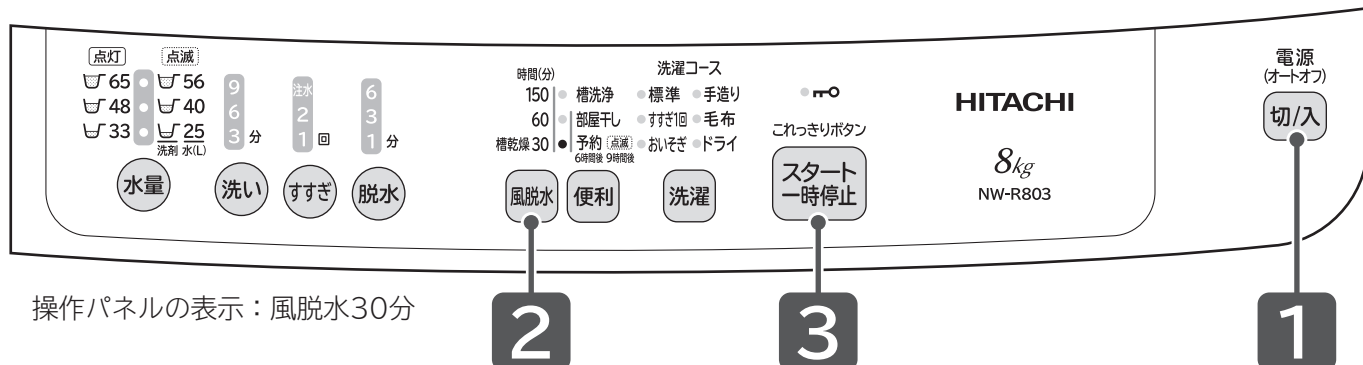 点灯 点滅
65 56
48 40
33 25
洗剤 水(L)
水量
9
6
3 分
洗い
注水
2
1 回
すすぎ
6
3
1 分
脱水
時間(分)
150 槽洗浄
60 部屋干し
槽乾燥 30 予約 点滅
6時間後 9時間後
風脱水 便利
洗濯コース
標準 手造り
すすぎ1回 毛布
おいそぎ ドライ
洗濯
これっきりボタン
スタート
一時停止
HITACHI
8kg
NW-R803
電源
(オートオフ)
切/入
操作パネルの表示：風脱水30分
2 3 1